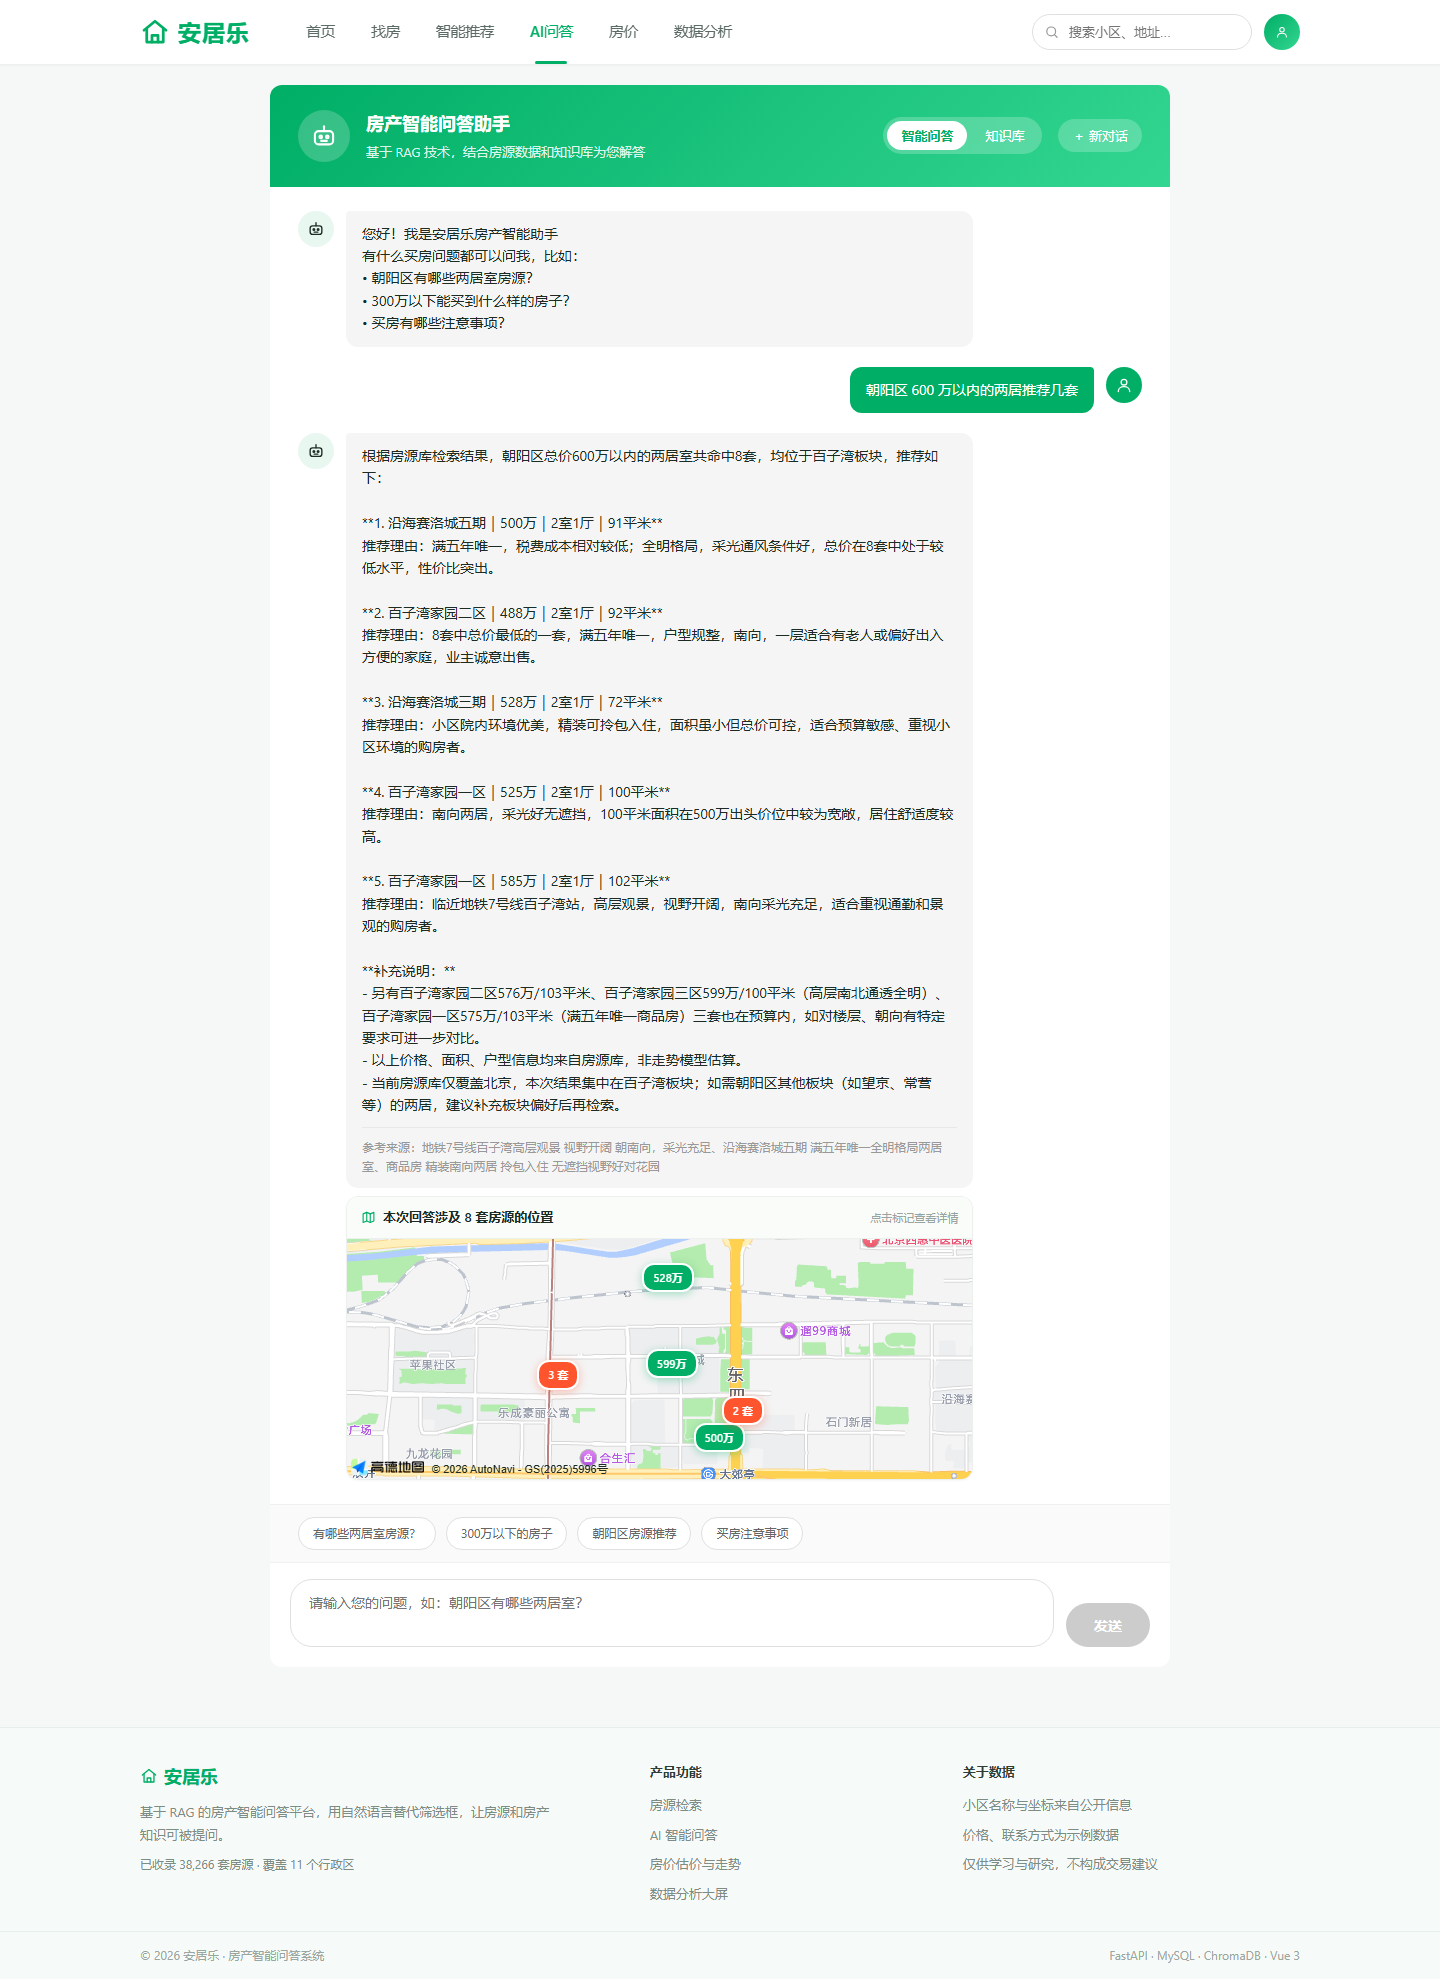 安居乐
首页 找房 智能推荐 AI问答 房价 数据分析
搜索小区、地址...
房产智能问答助手
基于 RAG 技术，结合房源数据和知识库为您解答
智能问答 知识库 + 新对话
您好！我是安居乐房产智能助手
有什么买房问题都可以问我，比如：
• 朝阳区有哪些两居室房源？
• 300万以下能买到什么样的房子？
• 买房有哪些注意事项？
朝阳区 600 万以内的两居推荐几套
根据房源库检索结果，朝阳区总价600万以内的两居室共命中8套，均位于百子湾板块，推荐如
下：
**1. 沿海赛洛城五期 | 500万 | 2室1厅 | 91平米**
推荐理由：满五年唯一，税费成本相对较低；全明格局，采光通风条件好，总价在8套中处于较
低水平，性价比突出。
**2. 百子湾家园二区 | 488万 | 2室1厅 | 92平米**
推荐理由：8套中总价最低的一套，满五年唯一，户型规整，南向，一层适合有老人或偏好出入
方便的家庭，业主诚意出售。
**3. 沿海赛洛城三期 | 528万 | 2室1厅 | 72平米**
推荐理由：小区院内环境优美，精装可拎包入住，面积虽小但总价可控，适合预算敏感、重视小
区环境的购房者。
**4. 百子湾家园一区 | 525万 | 2室1厅 | 100平米**
推荐理由：南向两居，采光好无遮挡，100平米面积在500万出头价位中较为宽敞，居住舒适度较
高。
**5. 百子湾家园一区 | 585万 | 2室1厅 | 102平米**
推荐理由：临近地铁7号线百子湾站，高层观景，视野开阔，南向采光充足，适合重视通勤和景
观的购房者。
**补充说明：**
- 另有百子湾家园二区576万/103平米、百子湾家园三区599万/100平米（高层南北通透全明）、
百子湾家园一区575万/103平米（满五年唯一商品房）三套也在预算内，如对楼层、朝向有特定
要求可进一步对比。
- 以上价格、面积、户型信息均来自房源库，非走势模型估算。
- 当前房源库仅覆盖北京，本次结果集中在百子湾板块；如需朝阳区其他板块（如望京、常营
等）的两居，建议补充板块偏好后再检索。
参考来源：地铁7号线百子湾高层观景 视野开阔 朝南向，采光充足、沿海赛洛城五期 满五年唯一全明格局两居
室、商品房 精装南向两居 拎包入住 无遮挡视野好对花园
本次回答涉及 8 套房源的位置 点击标记查看详情
北京四惠中医医院
528万
遛99商城
599万 城
苹果社区
3 套
东
四
沿海赛
2 套
乐成豪丽公寓
石门新居
广场
500万
九龙花园
合生汇
高德地图 © 2026 AutoNavi - GS(2025)5996号
大郊亭
有哪些两居室房源？ 300万以下的房子 朝阳区房源推荐 买房注意事项
请输入您的问题，如：朝阳区有哪些两居室？
发送
安居乐
基于 RAG 的房产智能问答平台，用自然语言替代筛选框，让房源和房产
知识可被提问。
已收录 38,266 套房源 · 覆盖 11 个行政区
产品功能
房源检索
AI 智能问答
房价估价与走势
数据分析大屏
关于数据
小区名称与坐标来自公开信息
价格、联系方式为示例数据
仅供学习与研究，不构成交易建议
© 2026 安居乐 · 房产智能问答系统
FastAPI · MySQL · ChromaDB · Vue 3